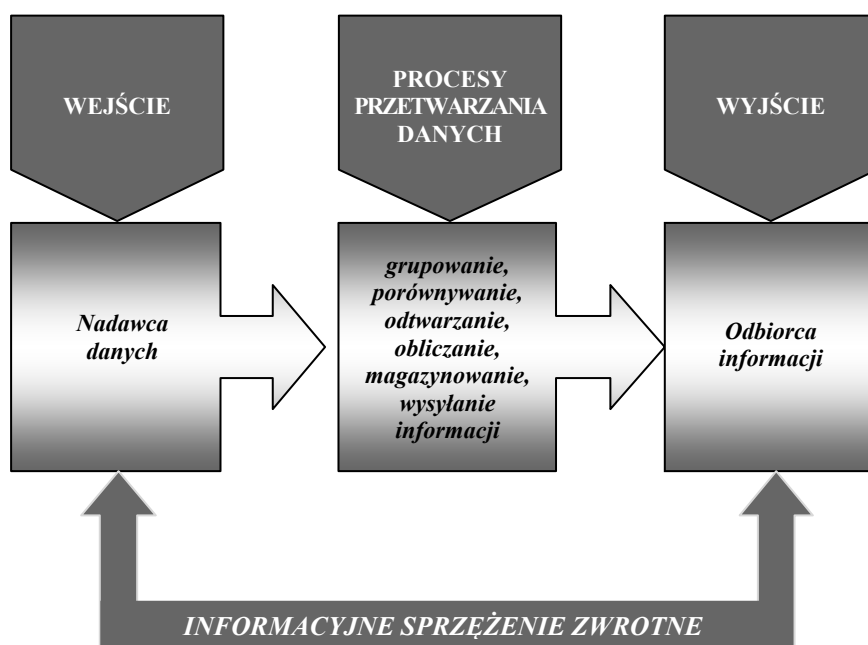 WEJŚCIE
PROCESY
PRZETWARZANIA
DANYCH
WYJŚCIE
Nadawca
danych
grupowanie,
porównywanie,
odtwarzanie,
obliczanie,
magazynowanie,
wysyłanie
informacji
Odbiorca
informacji
INFORMACYJNE SPRZĘŻENIE ZWROTNE